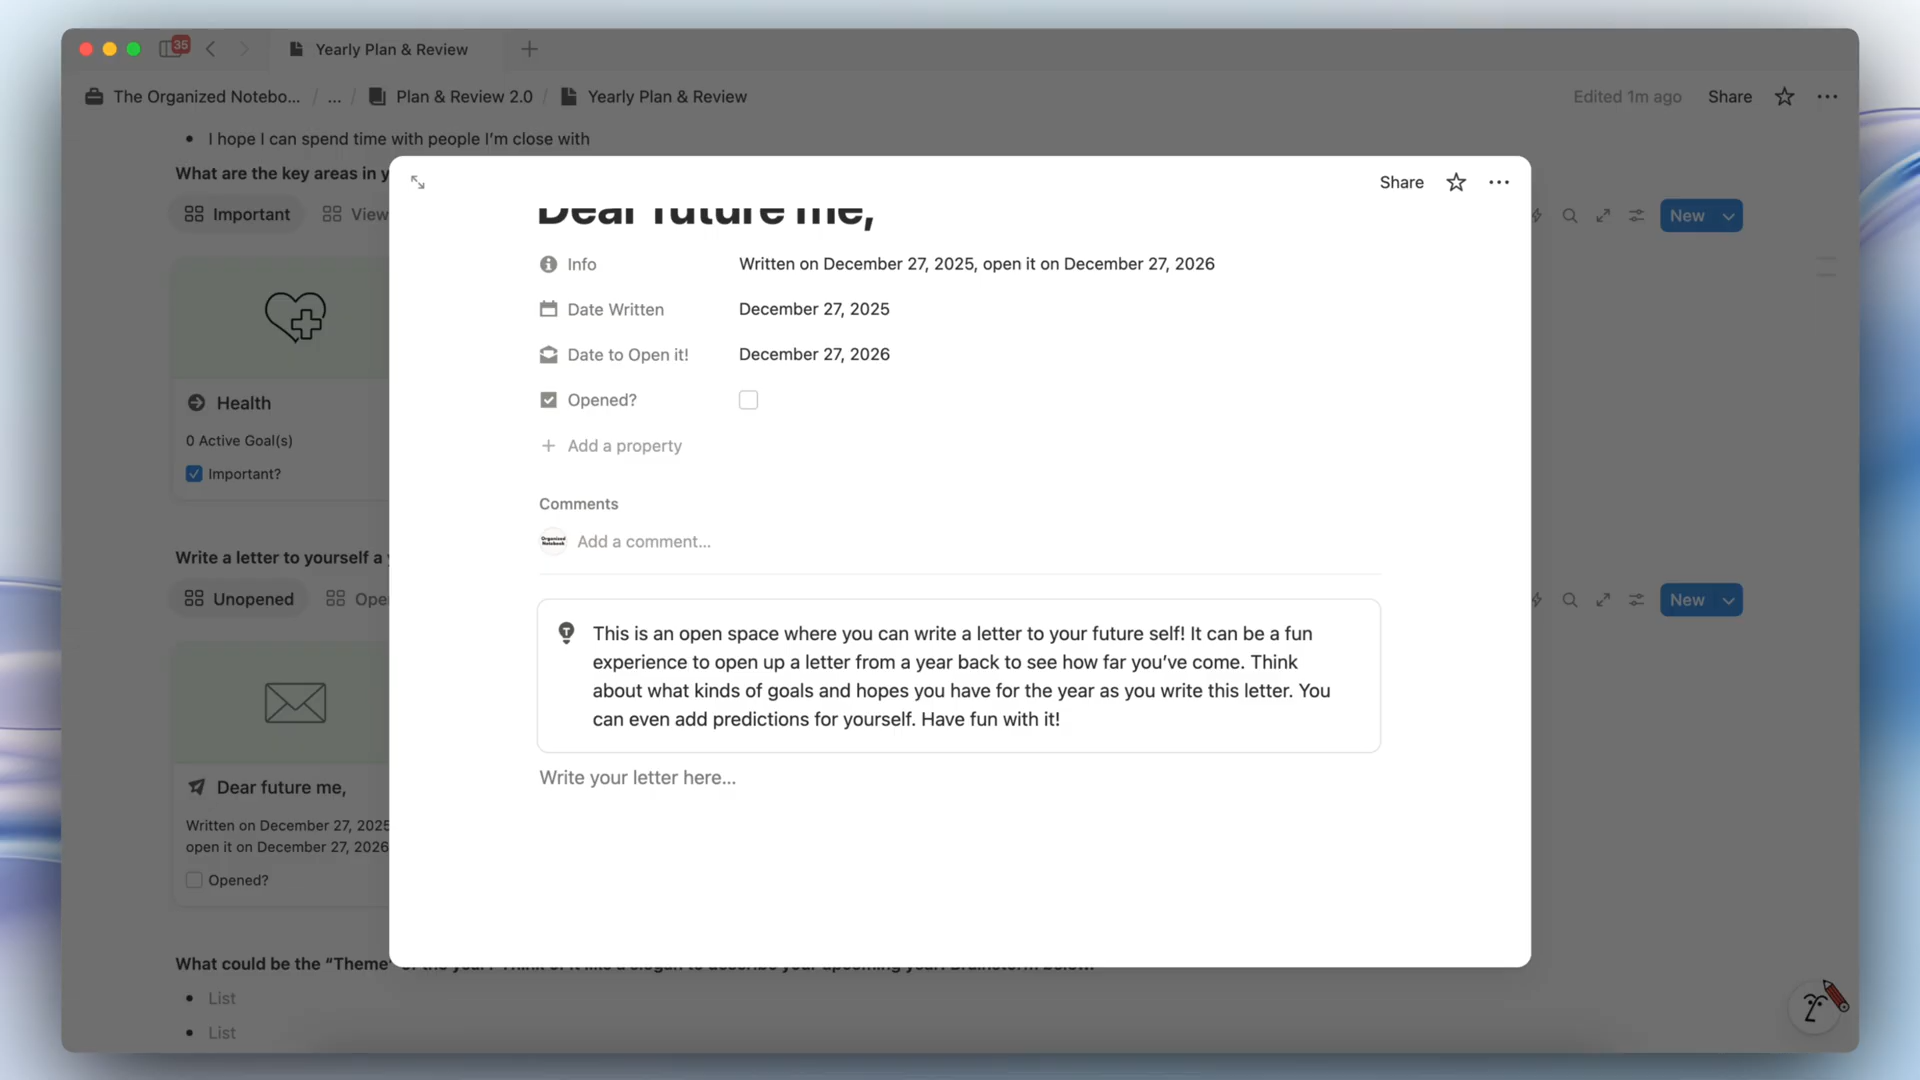 35
Yearly Plan & Review
The Organized Notebo... / ... / Plan & Review 2.0 / Yearly Plan & Review
Edited 1m ago
Share
I hope I can spend time with people I’m close with
What are the key areas in y
Important
View
New
Health
0 Active Goal(s)
Important?
Write a letter to yourself a y
Unopened
Ope
New
Dear future me,
Written on December 27, 2025
open it on December 27, 2026
Opened?
What could be the “Theme”
List
List
Share
Dear future me,
Info
Written on December 27, 2025, open it on December 27, 2026
Date Written
December 27, 2025
Date to Open it!
December 27, 2026
Opened?
Add a property
Comments
Organized
Notebook
Add a comment...
This is an open space where you can write a letter to your future self! It can be a fun
experience to open up a letter from a year back to see how far you’ve come. Think
about what kinds of goals and hopes you have for the year as you write this letter. You
can even add predictions for yourself. Have fun with it!
Write your letter here...